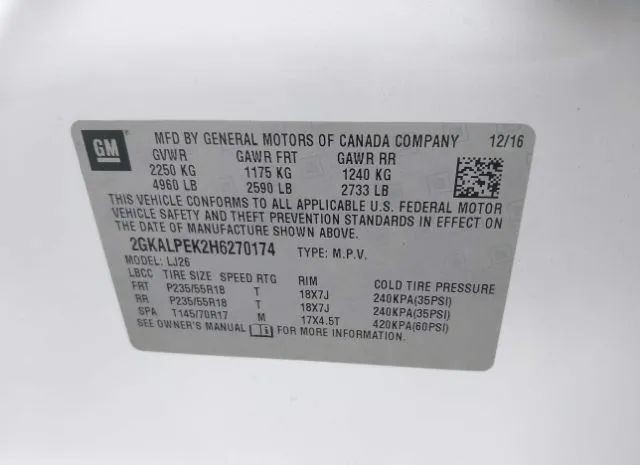 GM MFD BY GENERAL MOTORS OF CANADA COMPANY 12/16
GVWR GAWR FRT GAWR RR
2250 KG 1175 KG 1240 KG
4960 LB 2590 LB 2733 LB
THIS VEHICLE CONFORMS TO ALL APPLICABLE U.S. FEDERAL MOTOR
VEHICLE SAFETY AND THEFT PREVENTION STANDARDS IN EFFECT ON
THE DATE OF MANUFACTURE SHOWN ABOVE.
2GKALPEK2H6270174 TYPE: M.P.V.
MODEL: LJ26
LBCC TIRE SIZE SPEED RTG RIM COLD TIRE PRESSURE
FRT P235/55R18 T 18X7J 240KPA(35PSI)
RR P235/55R18 T 18X7J 240KPA(35PSI)
SPA T145/70R17 M 17X4.5T 420KPA(60PSI)
SEE OWNER'S MANUAL FOR MORE INFORMATION.